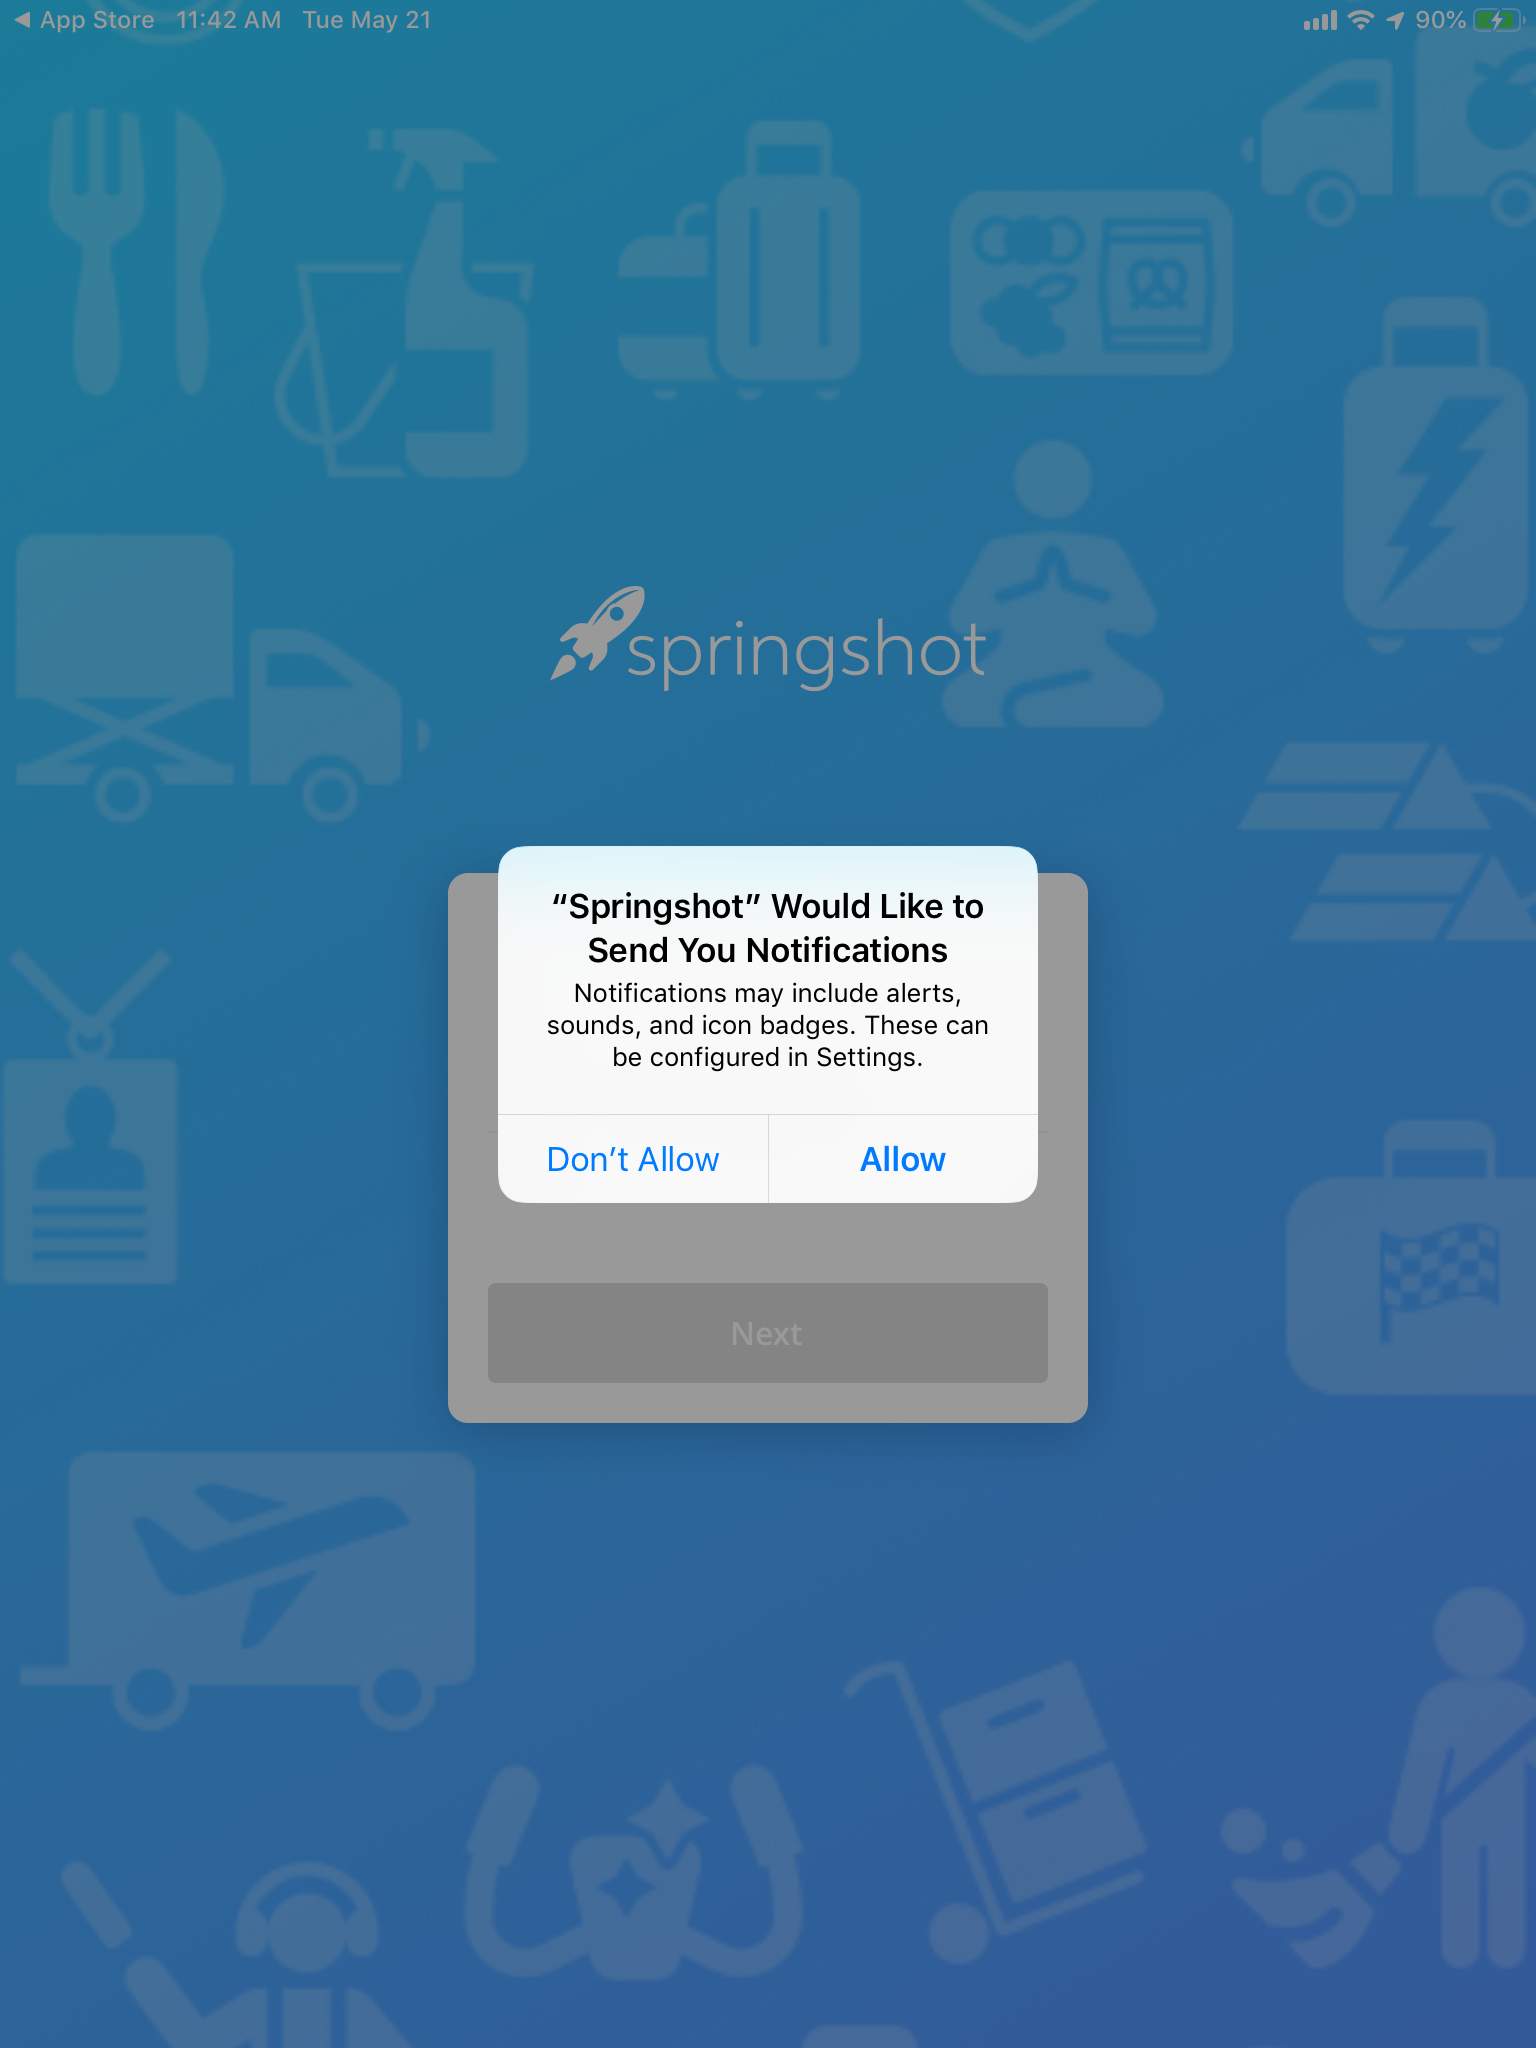 App Store 11:42 AM Tue May 21 90%
springshot
“Springshot” Would Like to
Send You Notifications
Notifications may include alerts,
sounds, and icon badges. These can
be configured in Settings.
Don’t Allow Allow
Next